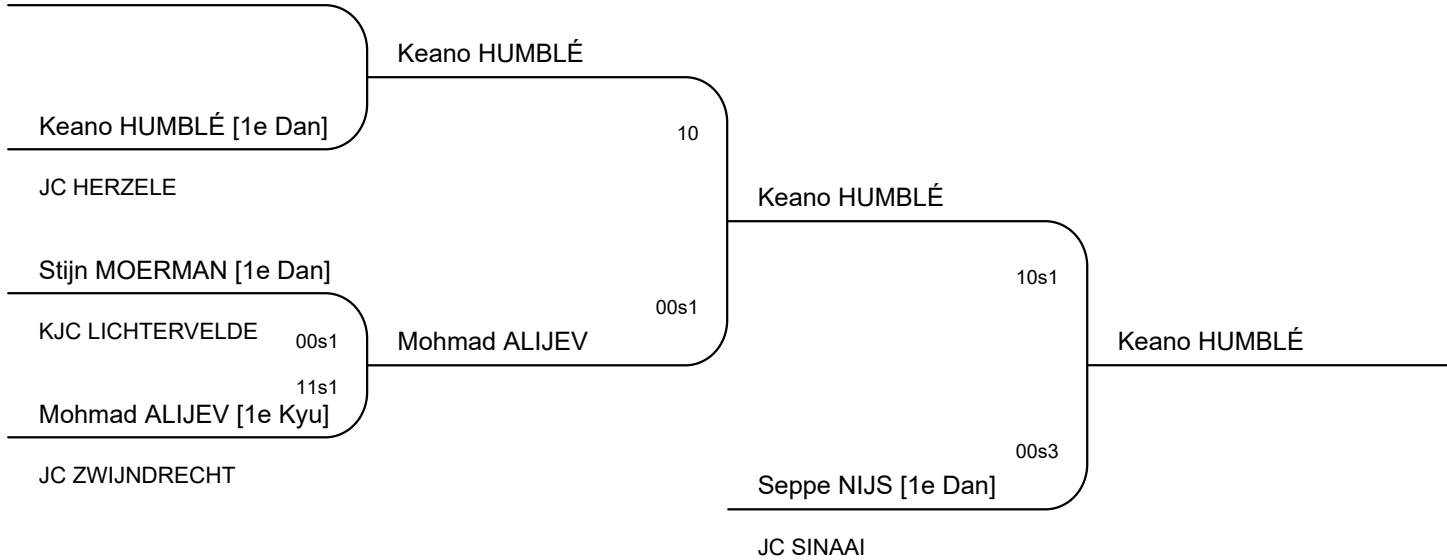 Keano HUMBLÉ
Keano HUMBLÉ [1e Dan]
10
JC HERZELE
Keano HUMBLÉ
Stijn MOERMAN [1e Dan]
10s1
KJC LICHTERVELDE
00s1
00s1
Mohmad ALIJEV
Keano HUMBLÉ
11s1
Mohmad ALIJEV [1e Kyu]
00s3
JC ZWIJNDRECHT
Seppe NIJS [1e Dan]
JC SINAAI